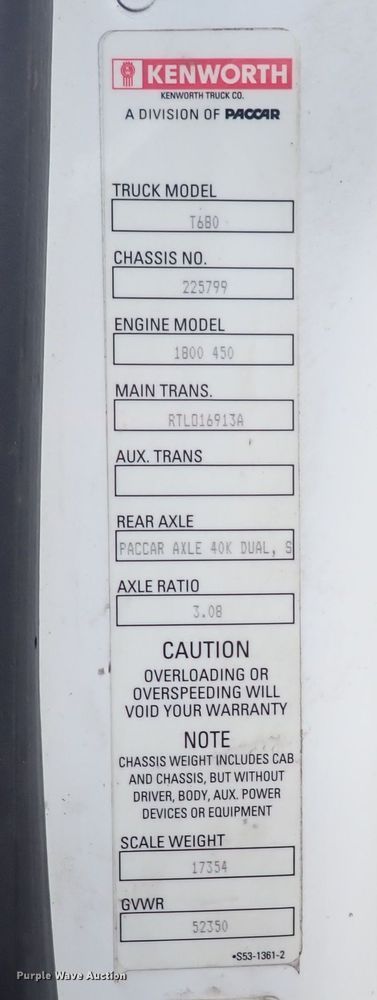 KENWORTH
KENWORTH TRUCK CO.
A DIVISION OF PACCAR
TRUCK MODEL
T680
CHASSIS NO.
225799
ENGINE MODEL
1800 450
MAIN TRANS.
RTLO16913A
AUX. TRANS
REAR AXLE
PACCAR AXLE 40K DUAL, S
AXLE RATIO
3.08
CAUTION
OVERLOADING OR
OVERSPEEDING WILL
VOID YOUR WARRANTY
NOTE
CHASSIS WEIGHT INCLUDES CAB
AND CHASSIS, BUT WITHOUT
DRIVER, BODY, AUX. POWER
DEVICES OR EQUIPMENT
SCALE WEIGHT
17354
GVWR
52350
•S53-1361-2
Purple Wave Auction